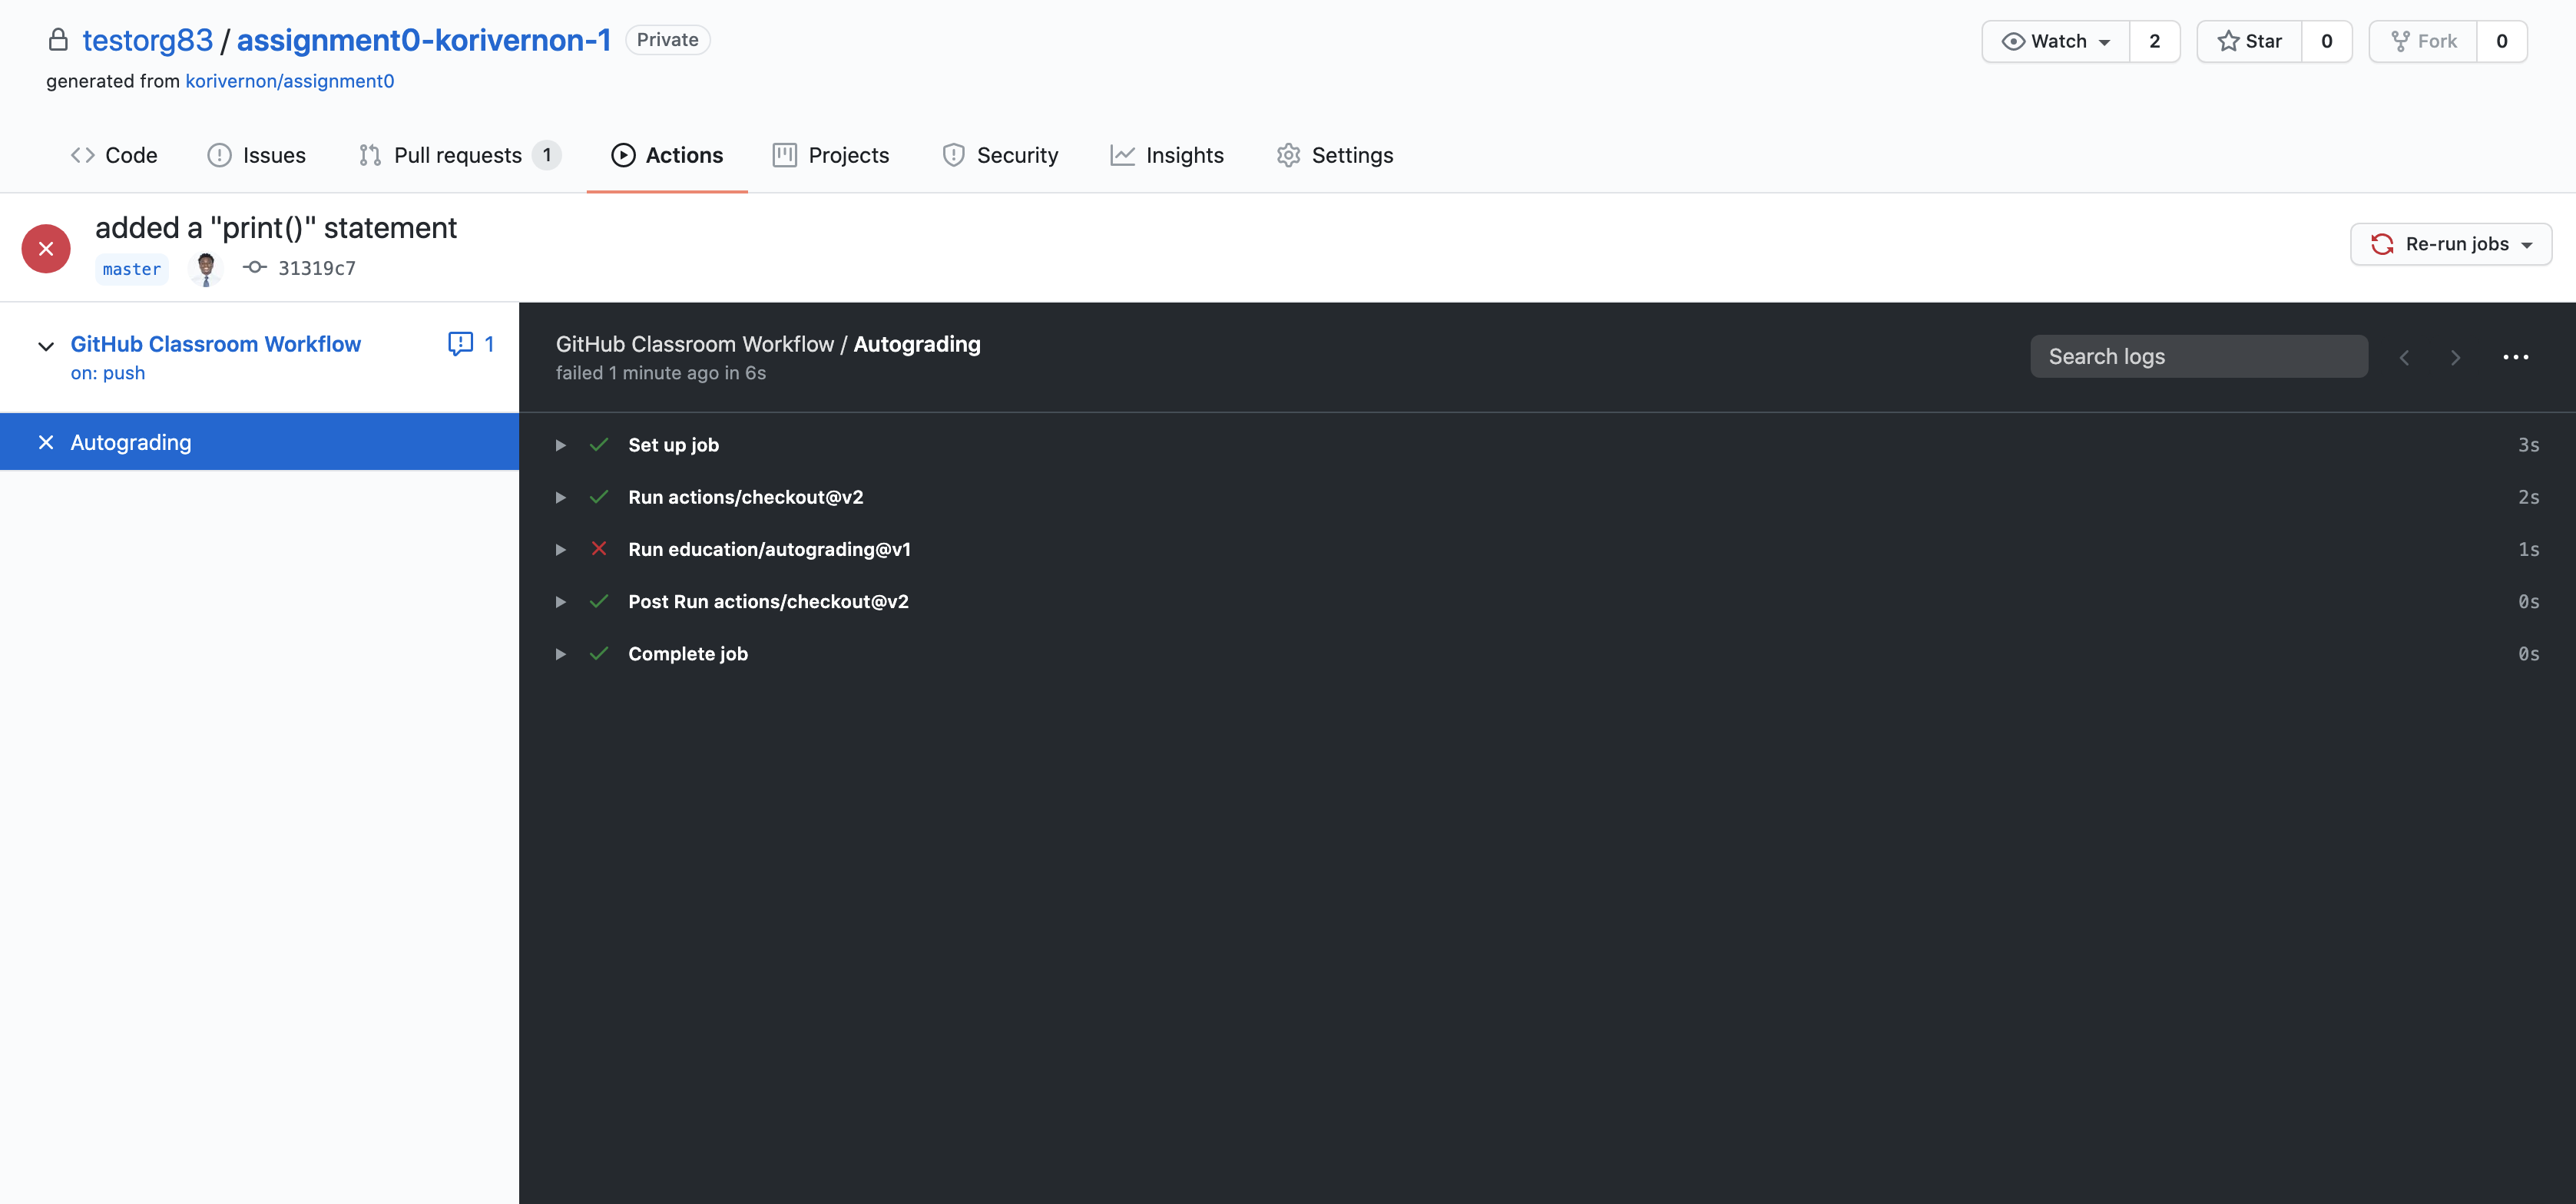 testorg83 / assignment0-korivernon-1 Private
Watch 2 Star 0 Fork 0
generated from korivernon/assignment0
Code Issues Pull requests 1 Actions Projects Security Insights Settings
added a "print()" statement
master 31319c7
Re-run jobs
GitHub Classroom Workflow 1
on: push
Autograding
GitHub Classroom Workflow / Autograding
failed 1 minute ago in 6s
Search logs
Set up job 3s
Run actions/checkout@v2 2s
Run education/autograding@v1 1s
Post Run actions/checkout@v2 0s
Complete job 0s